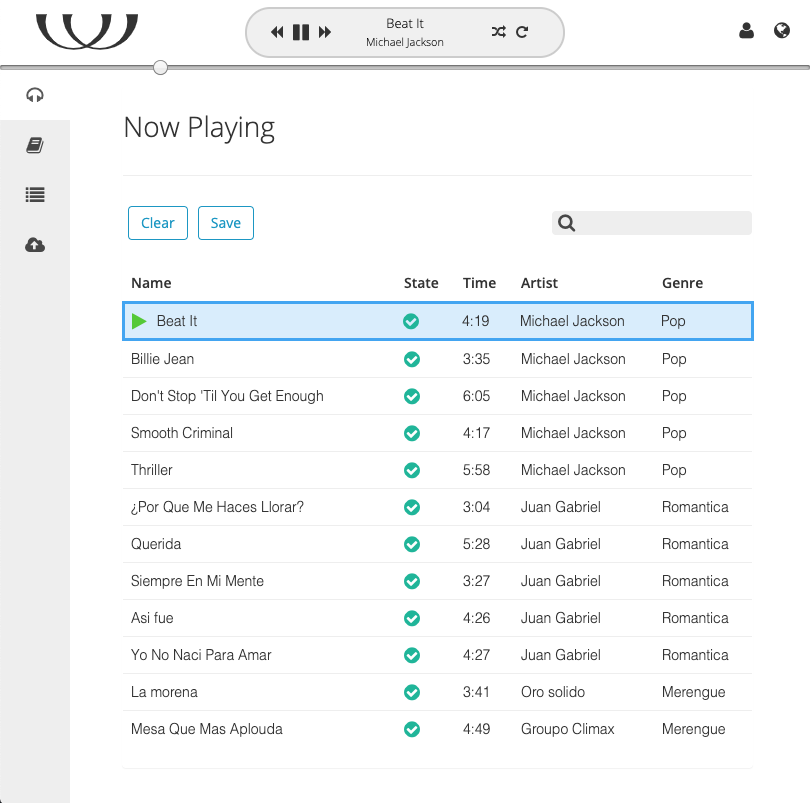 Beat It
Michael Jackson
Now Playing
Clear Save
Name State Time Artist Genre
Beat It 4:19 Michael Jackson Pop
Billie Jean 3:35 Michael Jackson Pop
Don't Stop 'Til You Get Enough 6:05 Michael Jackson Pop
Smooth Criminal 4:17 Michael Jackson Pop
Thriller 5:58 Michael Jackson Pop
¿Por Que Me Haces Llorar? 3:04 Juan Gabriel Romantica
Querida 5:28 Juan Gabriel Romantica
Siempre En Mi Mente 3:27 Juan Gabriel Romantica
Asi fue 4:26 Juan Gabriel Romantica
Yo No Naci Para Amar 4:27 Juan Gabriel Romantica
La morena 3:41 Oro solido Merengue
Mesa Que Mas Aplouda 4:49 Groupo Climax Merengue